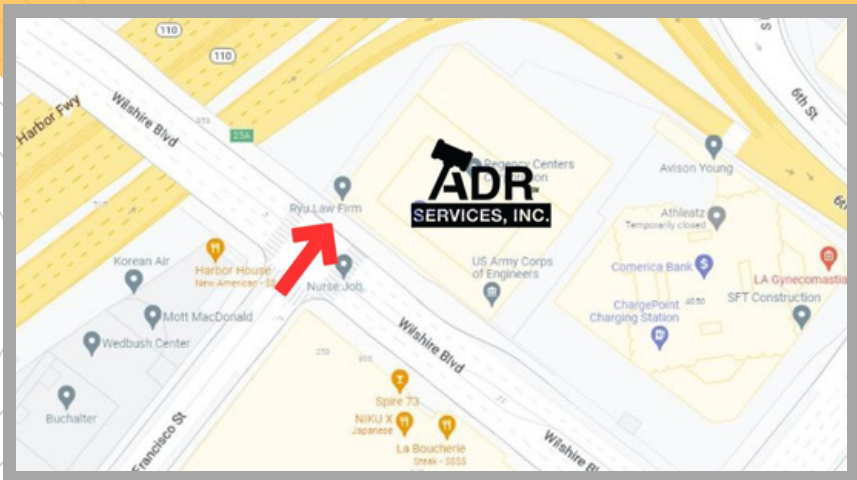 110
110
Harbor Fwy
Wilshire Blvd
23A
S
6th St
ADR
SERVICES, INC.
Regency Centers
Avison Young
Ryu Law Firm
Athleatz
Temporarily closed
6th
Korean Air
Harbor House
New American - $$
Nurse Job
US Army Corps
of Engineers
Comerica Bank
LA Gynecomastia
Mott MacDonald
ChargePoint
Charging Station
SFT Construction
Wedbush Center
Wilshire Blvd
Spire 73
Buchalter
NIKU X
Japanese
La Boucherie
Steak - $$$$
Francisco St
Wilshire Bl